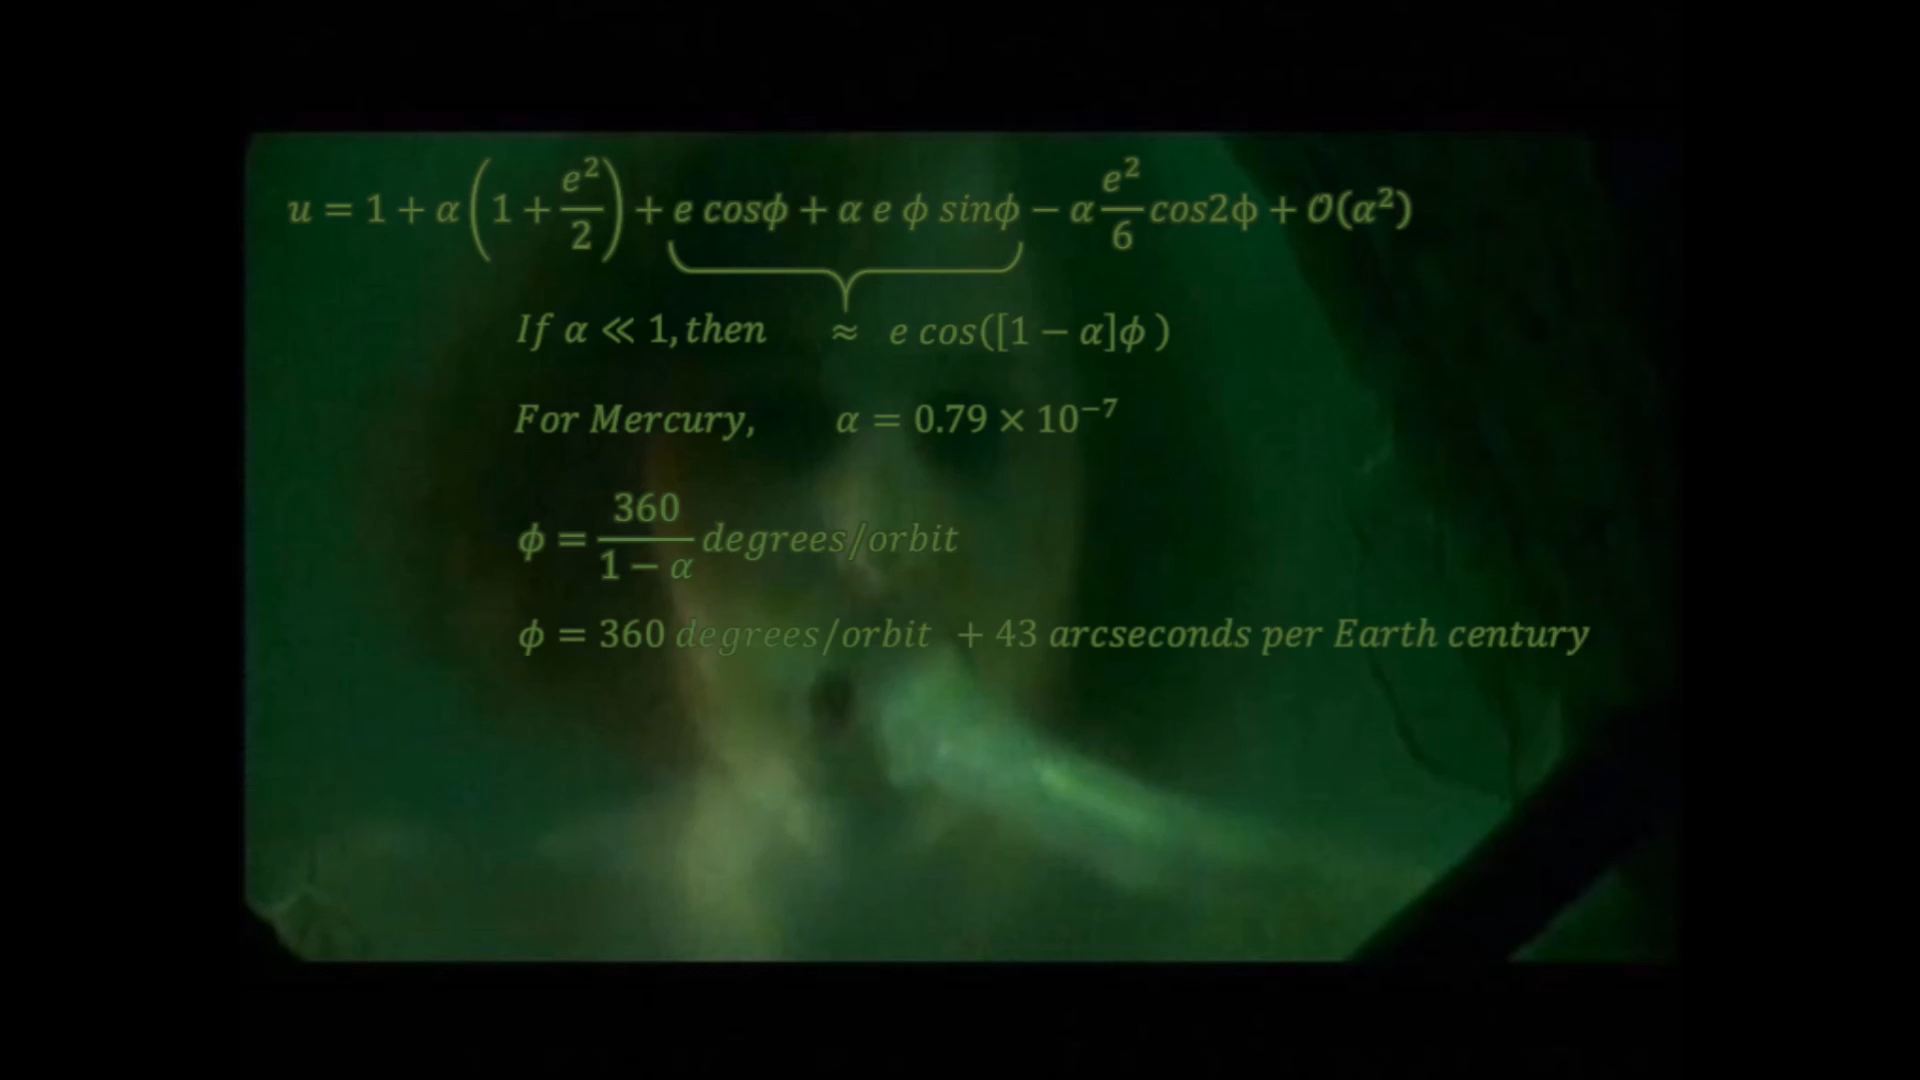 u = 1 + α(1 + e²/2) + e cosϕ + α e ϕ sinϕ − α e²/6 cos2ϕ + 𝒪(α²)
If α ≪ 1, then ≈ e cos([1 − α]ϕ )
For Mercury, α = 0.79 × 10⁻⁷
ϕ = 360/(1 − α) degrees/orbit
ϕ = 360 degrees/orbit + 43 arcseconds per Earth century